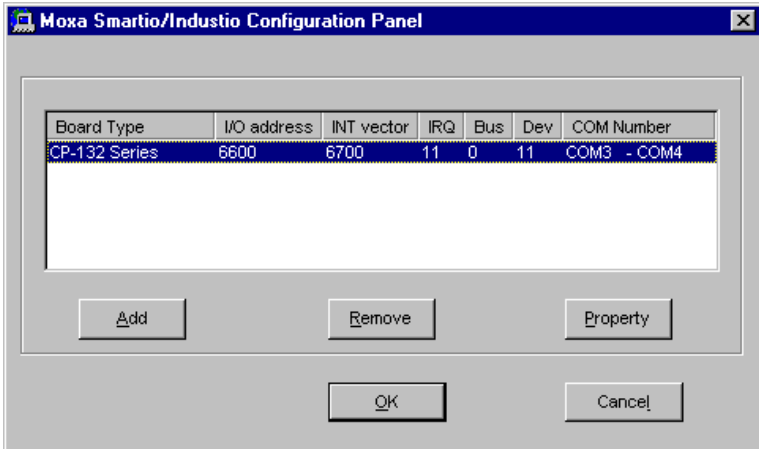 Moxa Smartio/Industio Configuration Panel
Board Type I/O address INT vector IRQ Bus Dev COM Number
CP-132 Series 6600 6700 11 0 11 COM3 - COM4
Add Remove Property
OK Cancel